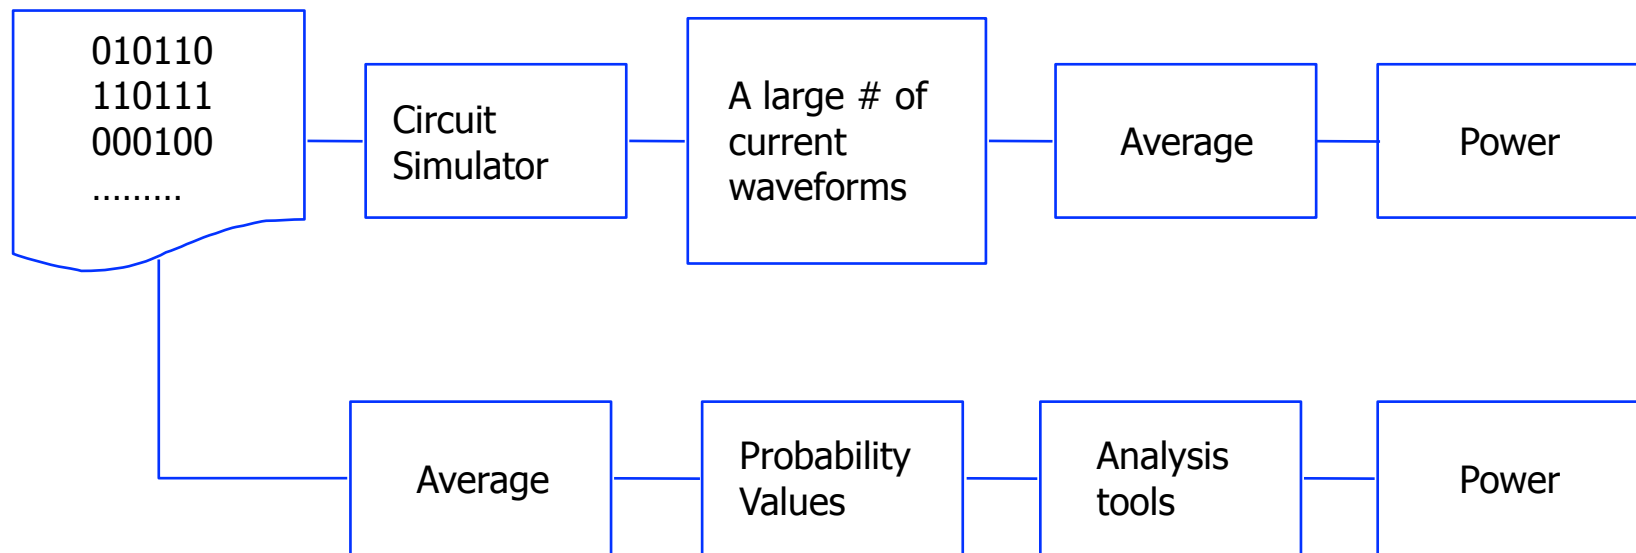 010110
110111
000100
.........
Circuit
Simulator
A large # of
current
waveforms
Average
Power
Average
Probability
Values
Analysis
tools
Power